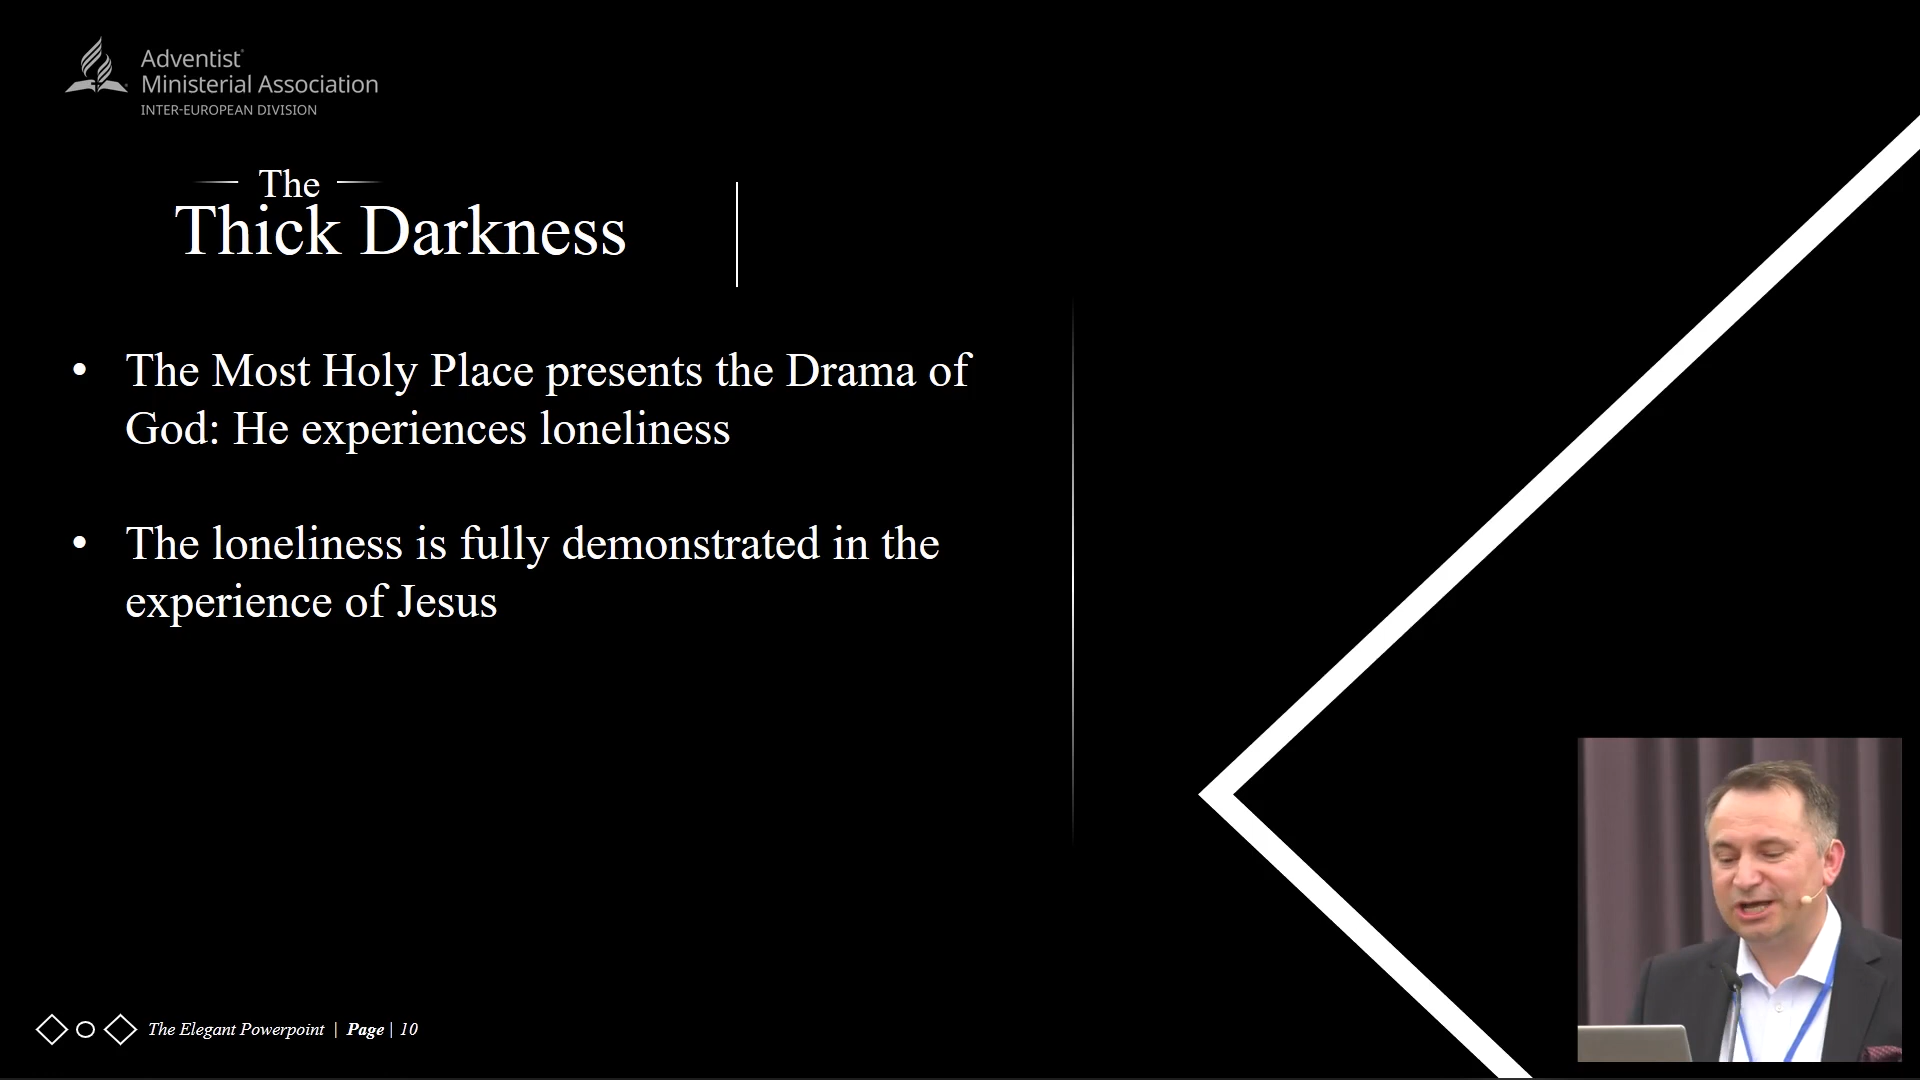 Adventist
Ministerial Association
INTER-EUROPEAN DIVISION
The
Thick Darkness
• The Most Holy Place presents the Drama of
God: He experiences loneliness
• The loneliness is fully demonstrated in the
experience of Jesus
The Elegant Powerpoint | Page | 10